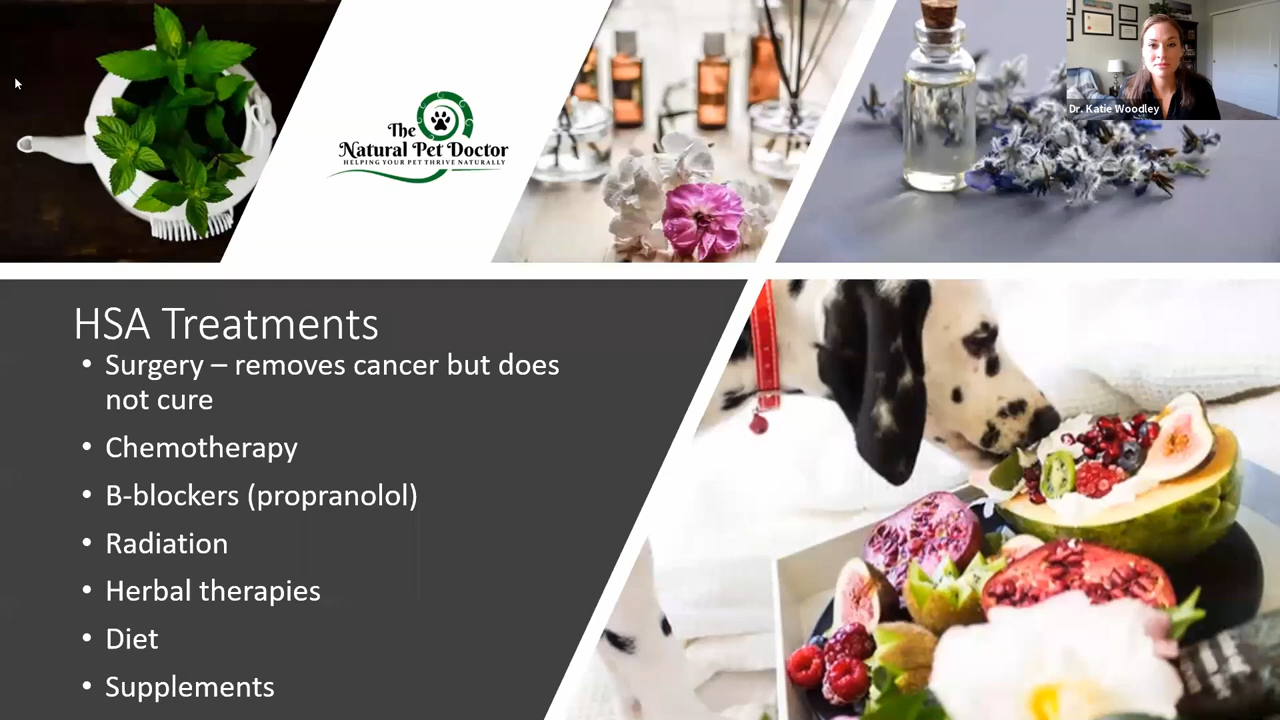 The
Natural Pet Doctor
HELPING YOUR PET THRIVE NATURALLY
Dr. Katie Woodley
HSA Treatments
• Surgery – removes cancer but does
not cure
• Chemotherapy
• B-blockers (propranolol)
• Radiation
• Herbal therapies
• Diet
• Supplements